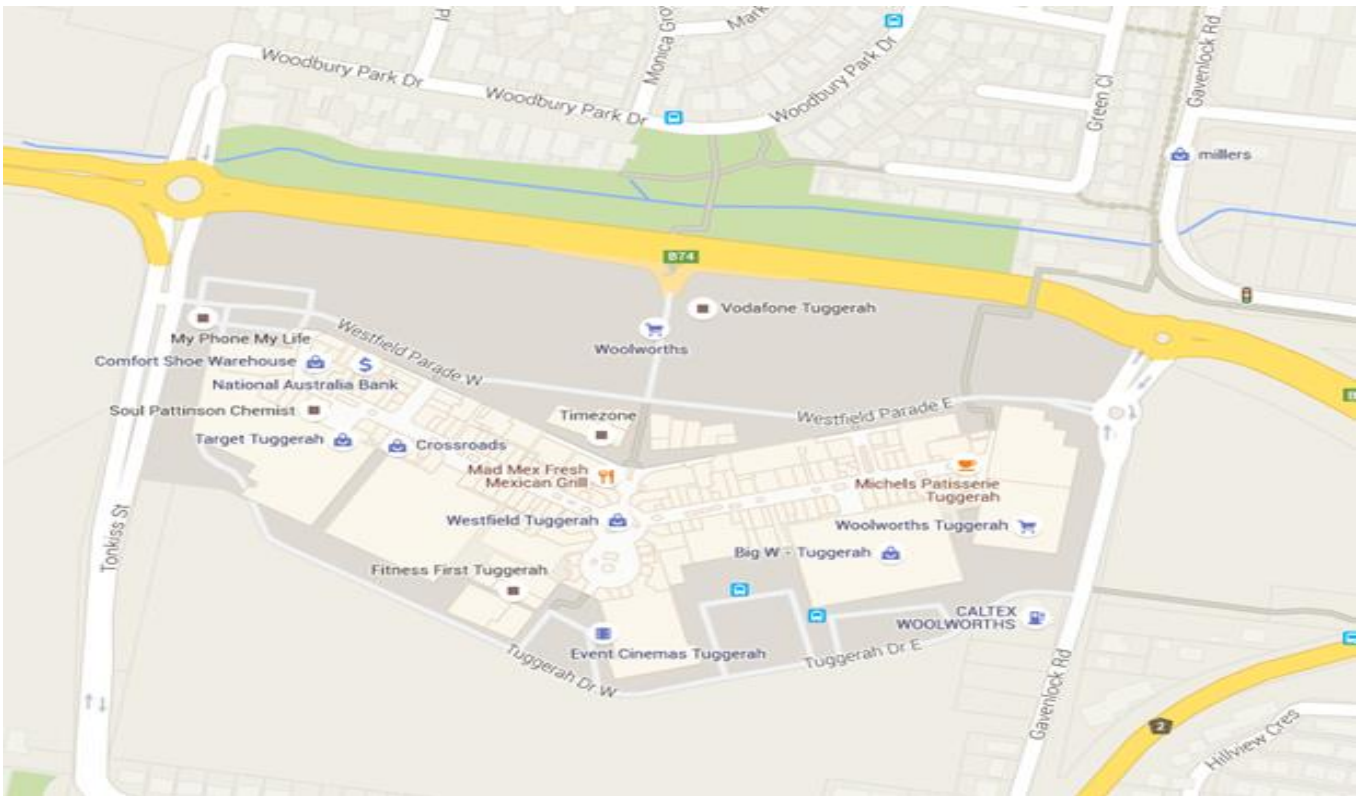 Woodbury Park Dr
Woodbury Park Dr
Monica Gro
Mark
Woodbury Park Dr
Green Cl
Gavenlock Rd
millers
B74
Vodafone Tuggerah
Woolworths
My Phone My Life
Westfield Parade W
Comfort Shoe Warehouse
$
National Australia Bank
Soul Pattinson Chemist
Timezone
Westfield Parade E
Target Tuggerah
Crossroads
Mad Mex Fresh
Mexican Grill
Michels Patisserie
Tuggerah
Westfield Tuggerah
Woolworths Tuggerah
Big W - Tuggerah
Tonkiss St
Fitness First Tuggerah
CALTEX
WOOLWORTHS
Event Cinemas Tuggerah
Tuggerah Dr W
Tuggerah Dr E
Gavenlock Rd
2
Hillview Cres